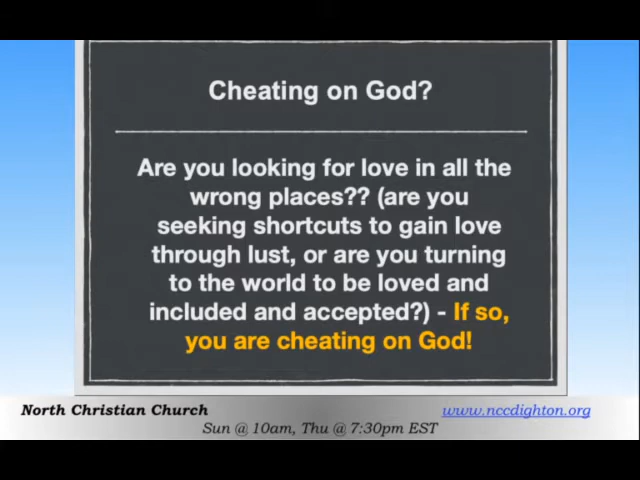 Cheating on God?
Are you looking for love in all the
wrong places?? (are you
seeking shortcuts to gain love
through lust, or are you turning
to the world to be loved and
included and accepted?) - If so,
you are cheating on God!
North Christian Church
www.nccdighton.org
Sun @ 10am, Thu @ 7:30pm EST